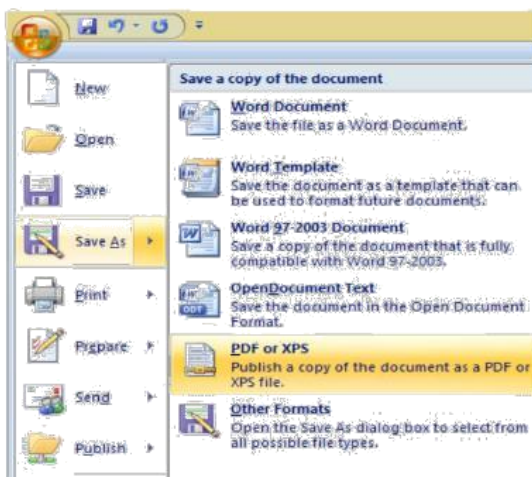 New
Open
Save
Save As
Print
Prepare
Send
Publish
Save a copy of the document
Word Document
Save the file as a Word Document.
Word Template
Save the document as a template that can
be used to format future documents.
Word 97-2003 Document
Save a copy of the document that is fully
compatible with Word 97-2003.
OpenDocument Text
Save the document in the Open Document
Format.
PDF or XPS
Publish a copy of the document as a PDF or
XPS file.
Other Formats
Open the Save As dialog box to select from
all possible file types.